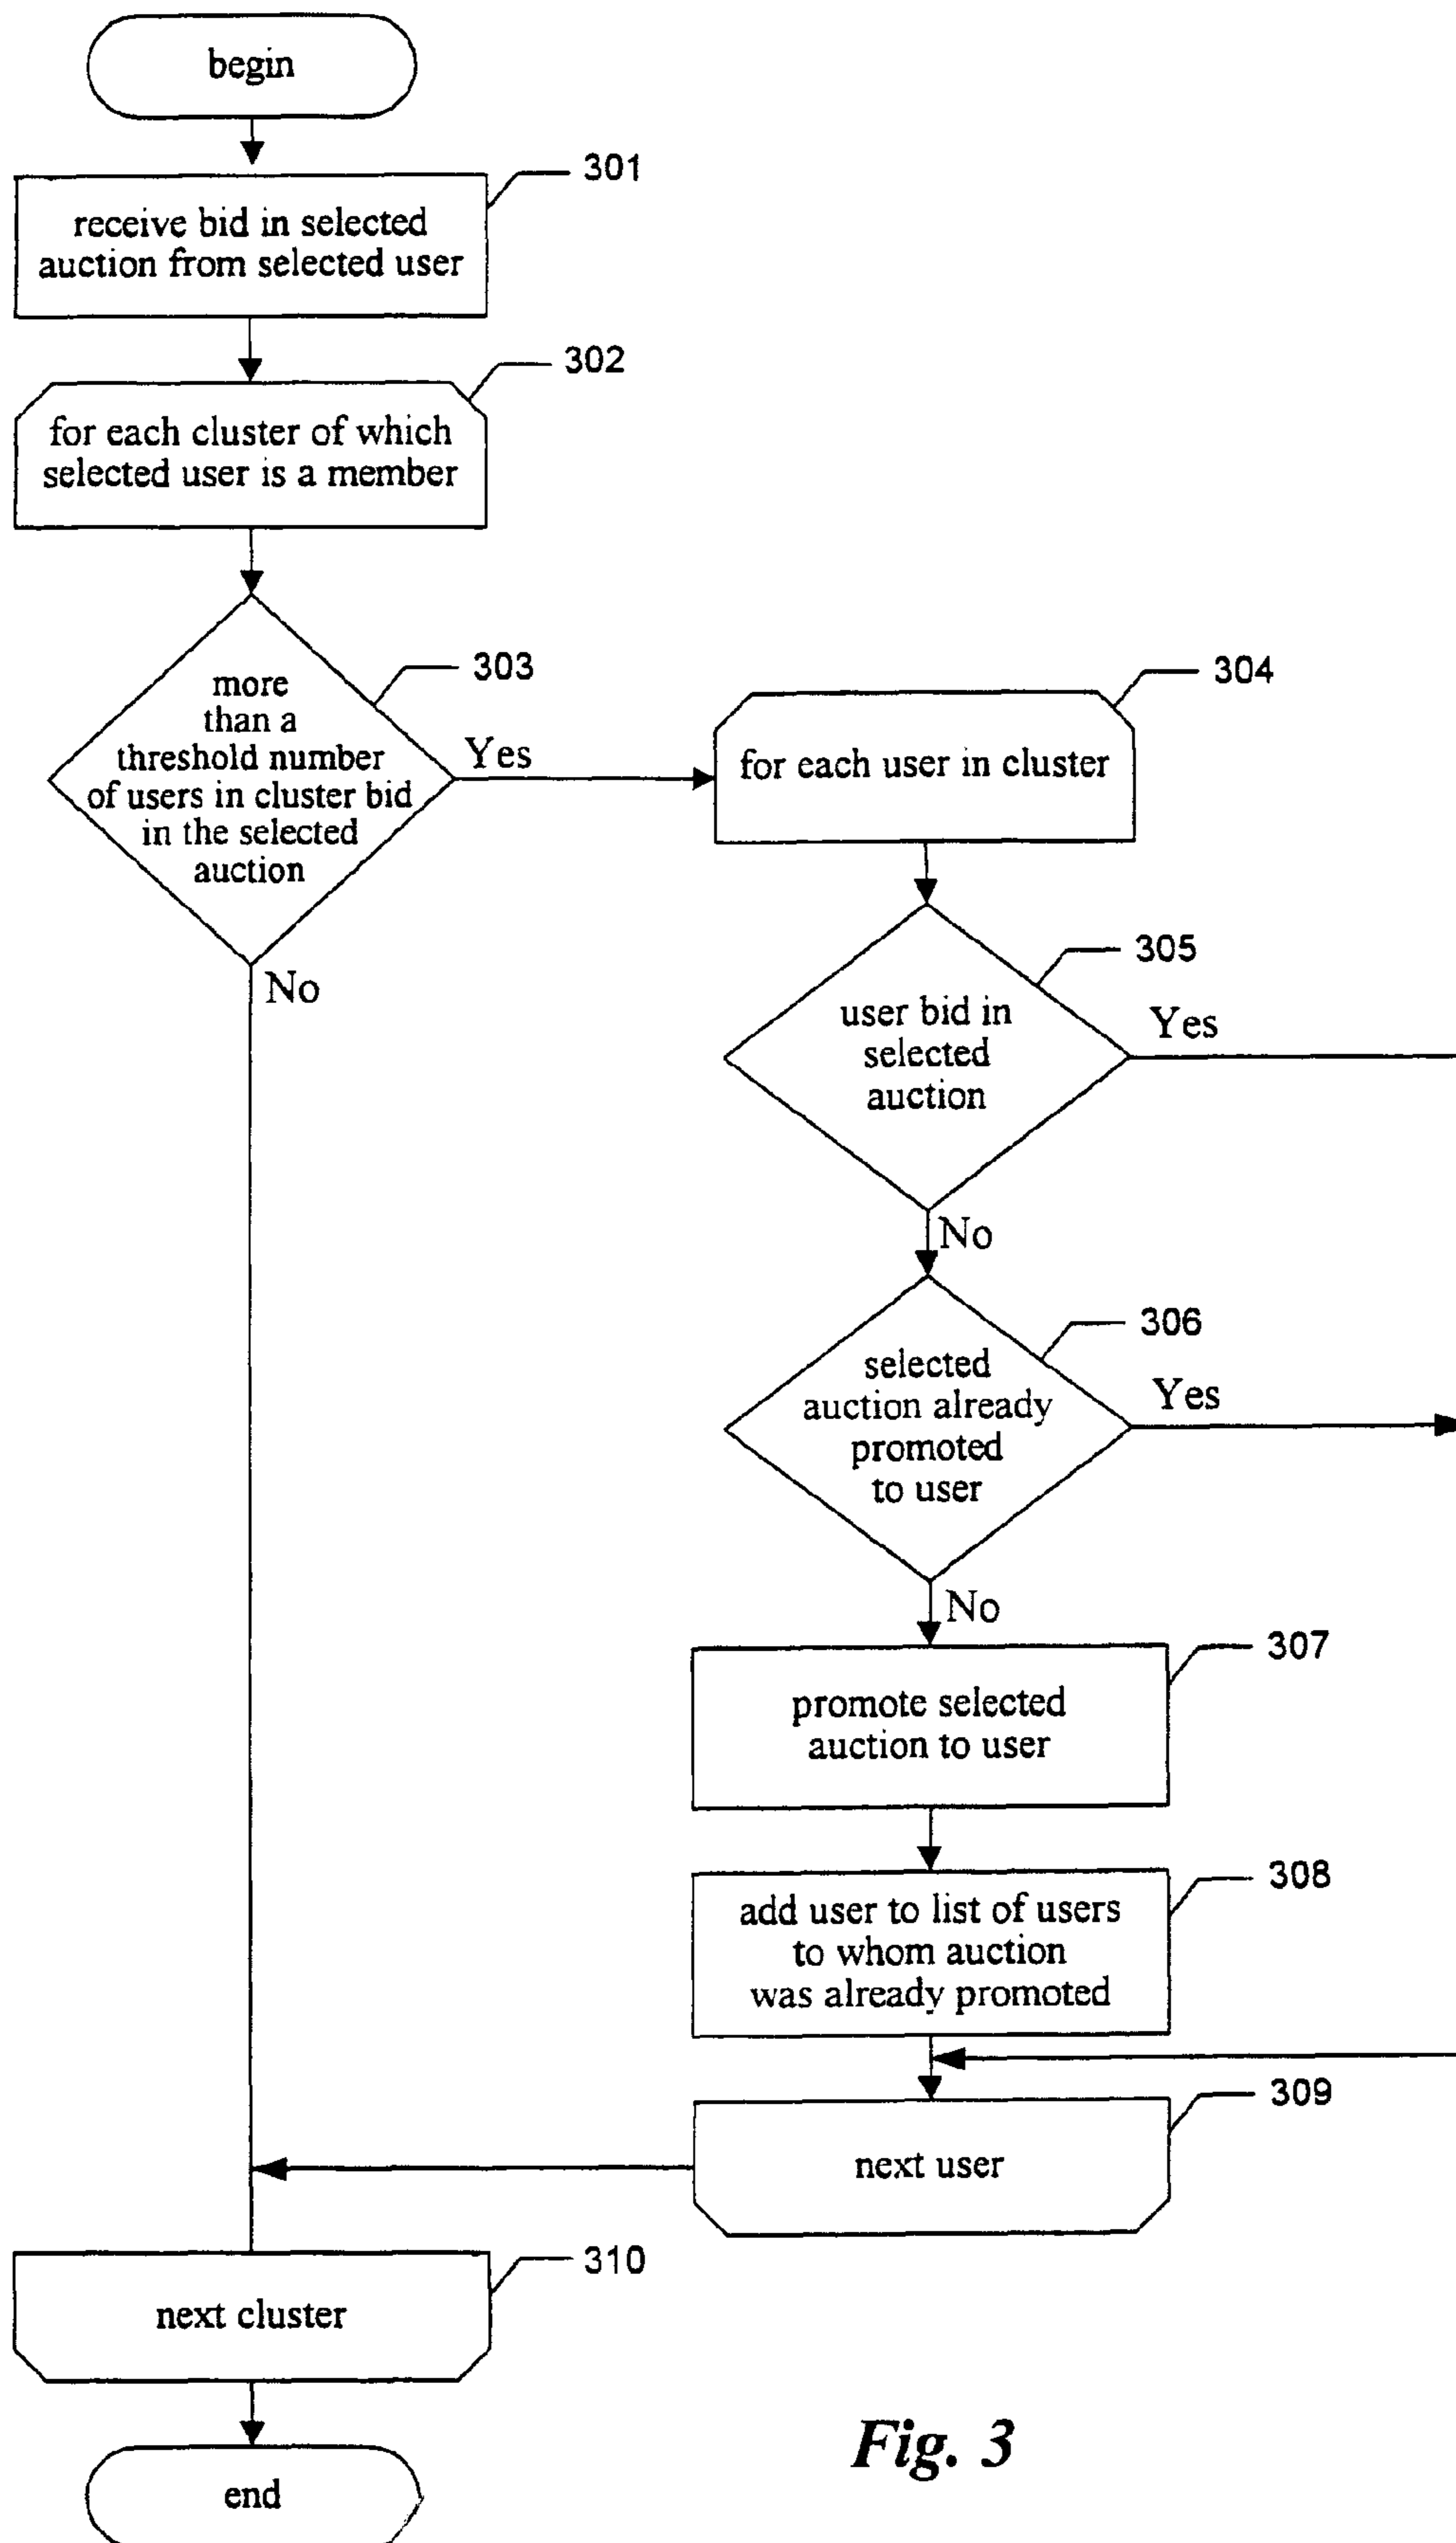 begin
301
receive bid in selected
auction from selected user
302
for each cluster of which
selected user is a member
303
more
than a
threshold number
of users in cluster bid
in the selected
auction
Yes
No
304
for each user in cluster
305
user bid in
selected
auction
Yes
No
306
selected
auction already
promoted
to user
Yes
No
307
promote selected
auction to user
308
add user to list of users
to whom auction
was already promoted
309
next user
310
next cluster
end
Fig. 3